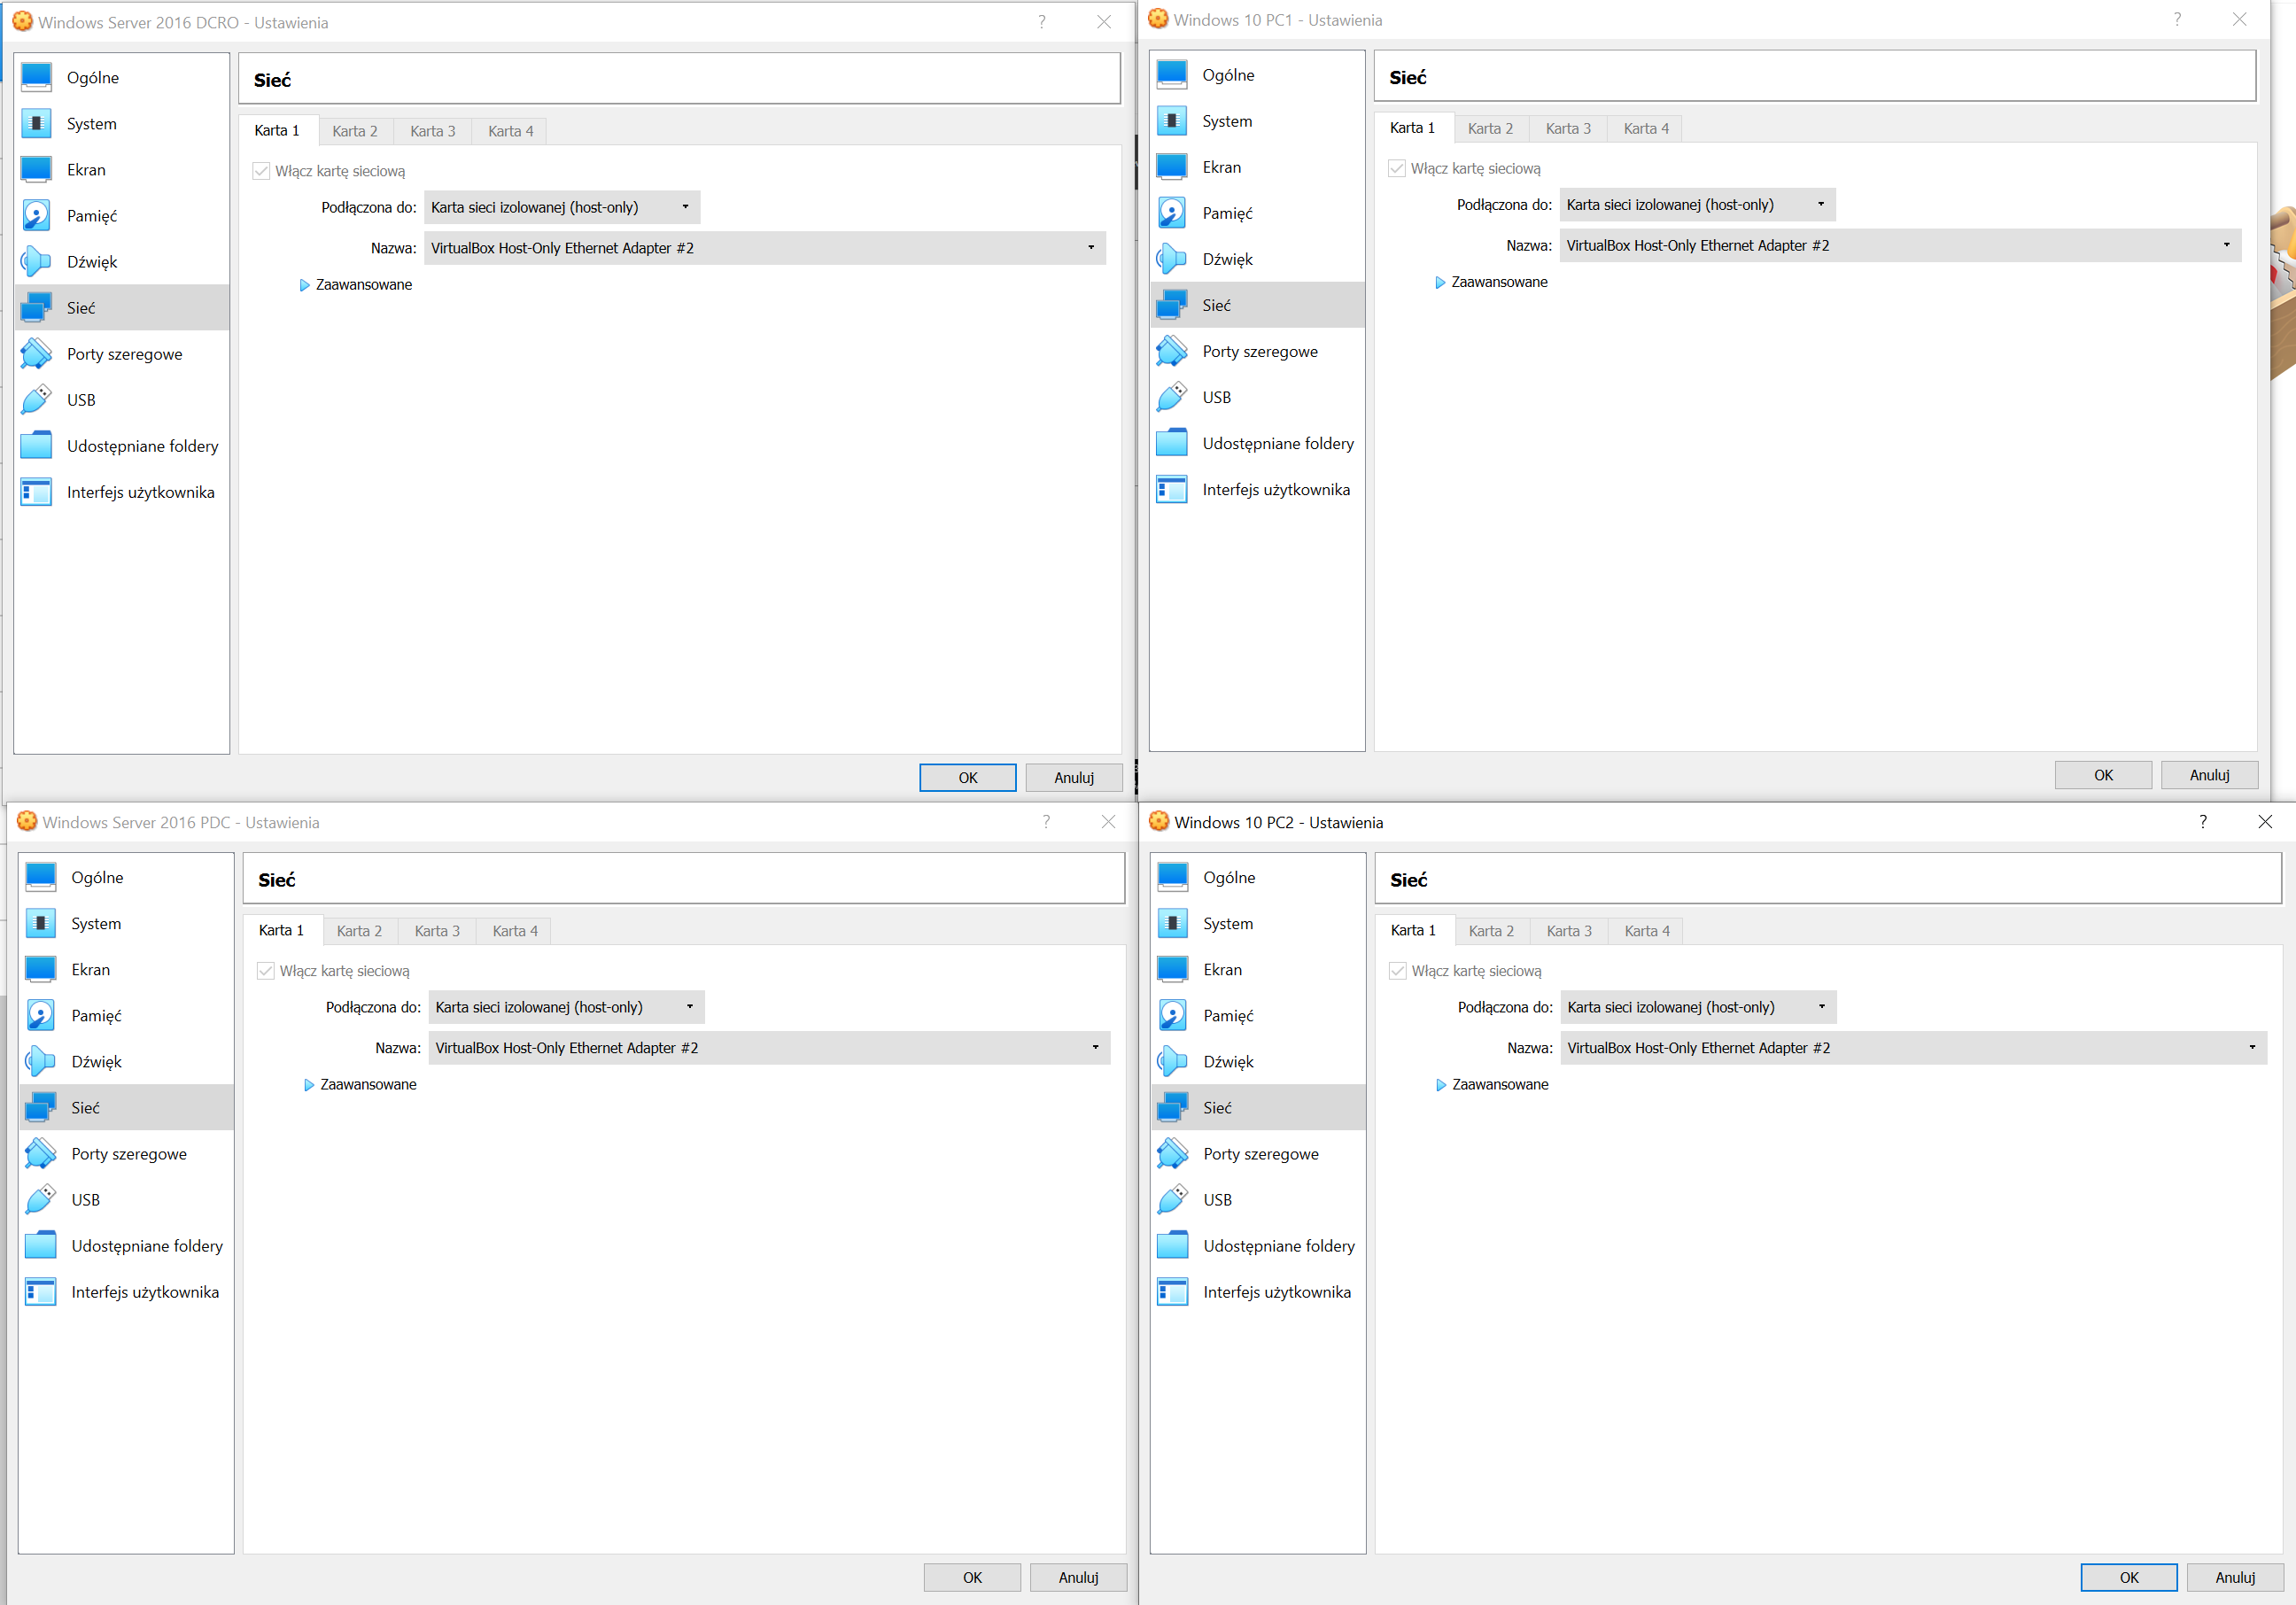 Windows Server 2016 DCRO - Ustawienia
?
Ogólne
System
Ekran
Pamięć
Dźwięk
Sieć
Porty szeregowe
USB
Udostępniane foldery
Interfejs użytkownika
Sieć
Karta 1 Karta 2 Karta 3 Karta 4
Włącz kartę sieciową
Podłączona do: Karta sieci izolowanej (host-only)
Nazwa: VirtualBox Host-Only Ethernet Adapter #2
Zaawansowane
OK Anuluj
Windows 10 PC1 - Ustawienia
?
Ogólne
System
Ekran
Pamięć
Dźwięk
Sieć
Porty szeregowe
USB
Udostępniane foldery
Interfejs użytkownika
Sieć
Karta 1 Karta 2 Karta 3 Karta 4
Włącz kartę sieciową
Podłączona do: Karta sieci izolowanej (host-only)
Nazwa: VirtualBox Host-Only Ethernet Adapter #2
Zaawansowane
OK Anuluj
Windows Server 2016 PDC - Ustawienia
?
Ogólne
System
Ekran
Pamięć
Dźwięk
Sieć
Porty szeregowe
USB
Udostępniane foldery
Interfejs użytkownika
Sieć
Karta 1 Karta 2 Karta 3 Karta 4
Włącz kartę sieciową
Podłączona do: Karta sieci izolowanej (host-only)
Nazwa: VirtualBox Host-Only Ethernet Adapter #2
Zaawansowane
OK Anuluj
Windows 10 PC2 - Ustawienia
?
Ogólne
System
Ekran
Pamięć
Dźwięk
Sieć
Porty szeregowe
USB
Udostępniane foldery
Interfejs użytkownika
Sieć
Karta 1 Karta 2 Karta 3 Karta 4
Włącz kartę sieciową
Podłączona do: Karta sieci izolowanej (host-only)
Nazwa: VirtualBox Host-Only Ethernet Adapter #2
Zaawansowane
OK Anuluj